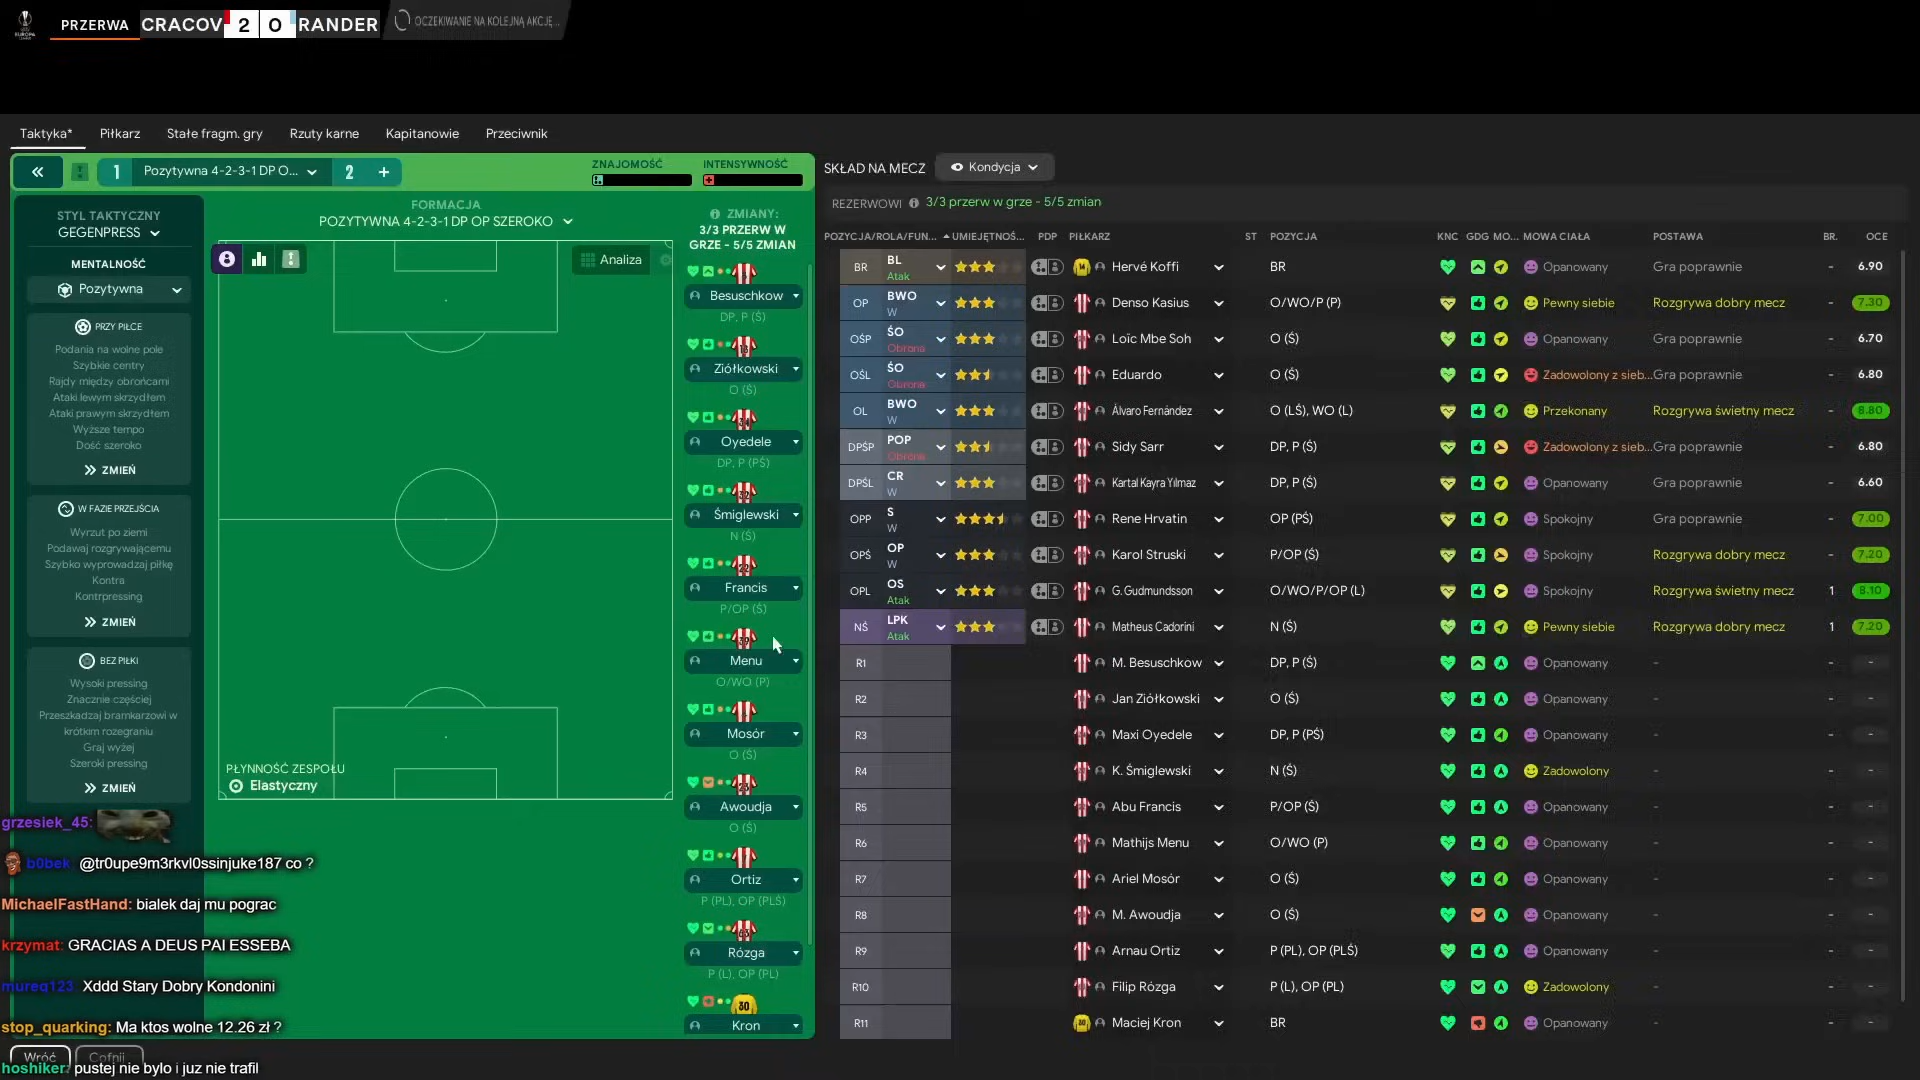 PRZERWA CRACOV 2 0 RANDER OCZEKIWANIE NA KOLEJNĄ AKCJĘ...
Taktyka* Piłkarz Stałe fragm. gry Rzuty karne Kapitanowie Przeciwnik
1 Pozytywna 4-2-3-1 DP O... 2 +
ZNAJOMOŚĆ INTENSYWNOŚĆ
STYL TAKTYCZNY
GEGENPRESS
MENTALNOŚĆ
Pozytywna
PRZY PIŁCE
Podania na wolne pole
Szybkie centry
Rajdy między obrońcami
Ataki lewym skrzydłem
Ataki prawym skrzydłem
Wyższe tempo
Dość szeroko
ZMIEŃ
W FAZIE PRZEJŚCIA
Wyrzut po ziemi
Podawaj rozgrywającemu
Szybko wyprowadzaj piłkę
Kontra
Kontrpressing
ZMIEŃ
BEZ PIŁKI
Wysoki pressing
Znacznie częściej
Przeszkadzaj bramkarzowi w
krótkim rozegraniu
Graj wyżej
Szeroki pressing
ZMIEŃ
FORMACJA
POZYTYWNA 4-2-3-1 DP OP SZEROKO
Analiza
PŁYNNOŚĆ ZESPOŁU
Elastyczny
ZMIANY:
3/3 PRZERW W
GRZE - 5/5 ZMIAN
Besuschkow
DP, P (Ś)
Ziółkowski
O (Ś)
Oyedele
DP, P (PŚ)
Śmiglewski
N (Ś)
Francis
P/OP (Ś)
Menu
O/WO (P)
Mosór
O (Ś)
Awoudja
O (Ś)
Ortiz
P (PL), OP (PLŚ)
Rózga
P (L), OP (PL)
30
Kron
SKŁAD NA MECZ Kondycja
REZERWOWI 3/3 przerw w grze - 5/5 zmian
POZYCJA/ROLA/FUN... UMIEJĘTNOŚ... PDP PIŁKARZ ST POZYCJA KNC GDG MO... MOWA CIAŁA POSTAWA BR. OCE
BR BL Atak Hervé Koffi BR Opanowany Gra poprawnie - 6.90
OP BWO W Denso Kasius O/WO/P (P) Pewny siebie Rozgrywa dobry mecz - 7.30
OŚP ŚO Obrona Loïc Mbe Soh O (Ś) Opanowany Gra poprawnie - 6.70
OŚL ŚO Obrona Eduardo O (Ś) Zadowolony z sieb... Gra poprawnie - 6.80
OL BWO W Álvaro Fernández O (LŚ), WO (L) Przekonany Rozgrywa świetny mecz - 8.80
DPŚP POP Obrona Sidy Sarr DP, P (Ś) Zadowolony z sieb... Gra poprawnie - 6.80
DPŚL CR W Kartal Kayra Yılmaz DP, P (Ś) Opanowany Gra poprawnie - 6.60
OPP S W Rene Hrvatin OP (PŚ) Spokojny Gra poprawnie - 7.00
OPŚ OP W Karol Struski P/OP (Ś) Spokojny Rozgrywa dobry mecz - 7.20
OPL OS Atak G. Gudmundsson O/WO/P/OP (L) Spokojny Rozgrywa świetny mecz 1 8.10
NŚ LPK Atak Matheus Cadorini N (Ś) Pewny siebie Rozgrywa dobry mecz 1 7.20
R1 M. Besuschkow DP, P (Ś) Opanowany - - -
R2 Jan Ziółkowski O (Ś) Opanowany - - -
R3 Maxi Oyedele DP, P (PŚ) Opanowany - - -
R4 K. Śmiglewski N (Ś) Zadowolony - - -
R5 Abu Francis P/OP (Ś) Opanowany - - -
R6 Mathijs Menu O/WO (P) Opanowany - - -
R7 Ariel Mosór O (Ś) Opanowany - - -
R8 M. Awoudja O (Ś) Opanowany - - -
R9 Arnau Ortiz P (PL), OP (PLŚ) Opanowany - - -
R10 Filip Rózga P (L), OP (PL) Zadowolony - - -
R11 Maciej Kron BR Opanowany - - -
grzesiek_45:
b0bek @tr0upe9m3rkvl0ssinjuke187 co ?
MichaelFastHand: bialek daj mu pograc
krzymat: GRACIAS A DEUS PAI ESSEBA
mureq123: Xddd Stary Dobry Kondonini
stop_quarking: Ma ktos wolne 12.26 zł ?
Wróć Cofnij
hoshiker: pustej nie bylo i juz nie trafil